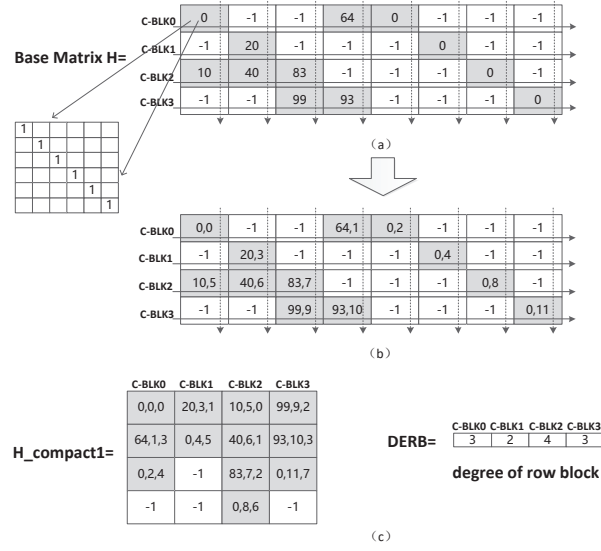 C-BLK0 0 -1 -1 64 0 -1 -1 -1
C-BLK1 -1 20 -1 -1 -1 0 -1 -1
Base Matrix H=
C-BLK2 10 40 83 -1 -1 -1 0 -1
C-BLK3 -1 -1 99 93 -1 -1 -1 0
1
1
1
1
1
1
(a)
C-BLK0 0,0 -1 -1 64,1 0,2 -1 -1 -1
C-BLK1 -1 20,3 -1 -1 -1 0,4 -1 -1
C-BLK2 10,5 40,6 83,7 -1 -1 -1 0,8 -1
C-BLK3 -1 -1 99,9 93,10 -1 -1 -1 0,11
(b)
C-BLK0 C-BLK1 C-BLK2 C-BLK3
0,0,0 20,3,1 10,5,0 99,9,2
64,1,3 0,4,5 40,6,1 93,10,3
H_compact1=
0,2,4 -1 83,7,2 0,11,7
-1 -1 0,8,6 -1
C-BLK0 C-BLK1 C-BLK2 C-BLK3
DERB= 3 2 4 3
degree of row block
(c)